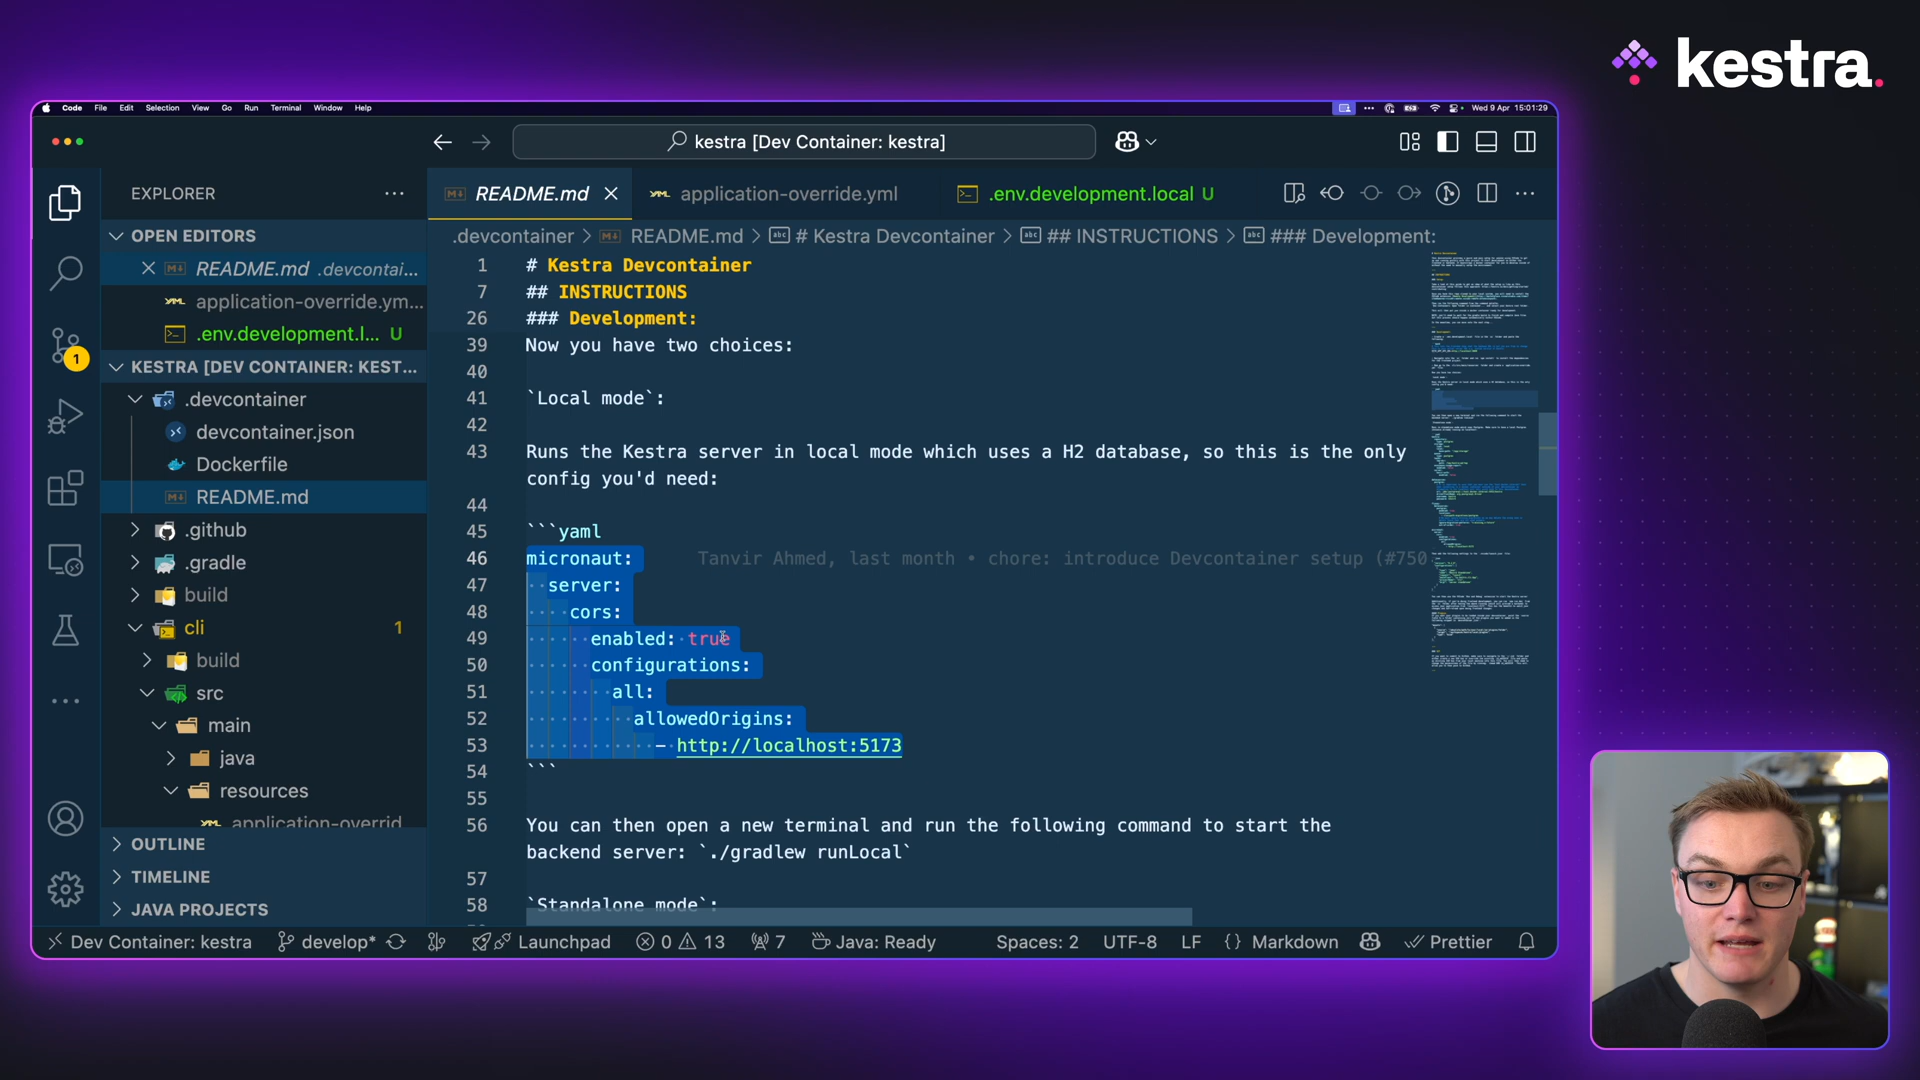 kestra.
Code File Edit Selection View Go Run Terminal Window Help
Wed 9 Apr 15:01:29
kestra [Dev Container: kestra]
EXPLORER
README.md
application-override.yml
.env.development.local U
OPEN EDITORS
README.md .devcontai...
application-override.ym...
.env.development.l... U
KESTRA [DEV CONTAINER: KEST...
.devcontainer
devcontainer.json
Dockerfile
README.md
.github
.gradle
build
cli 1
build
src
main
java
resources
application-overrid
OUTLINE
TIMELINE
JAVA PROJECTS
1
.devcontainer > README.md > # Kestra Devcontainer > ## INSTRUCTIONS > ### Development:
1 # Kestra Devcontainer
7 ## INSTRUCTIONS
26 ### Development:
39 Now you have two choices:
40
41 `Local mode`:
42
43 Runs the Kestra server in local mode which uses a H2 database, so this is the only
config you'd need:
44
45 ```yaml
46 micronaut: Tanvir Ahmed, last month • chore: introduce Devcontainer setup (#750
47 server:
48 cors:
49 enabled: true
50 configurations:
51 all:
52 allowedOrigins:
53 - http://localhost:5173
54 ```
55
56 You can then open a new terminal and run the following command to start the
backend server: `./gradlew runLocal`
57
58 `Standalone mode`:
Dev Container: kestra develop* Launchpad 0 13 7 Java: Ready Spaces: 2 UTF-8 LF {} Markdown Prettier